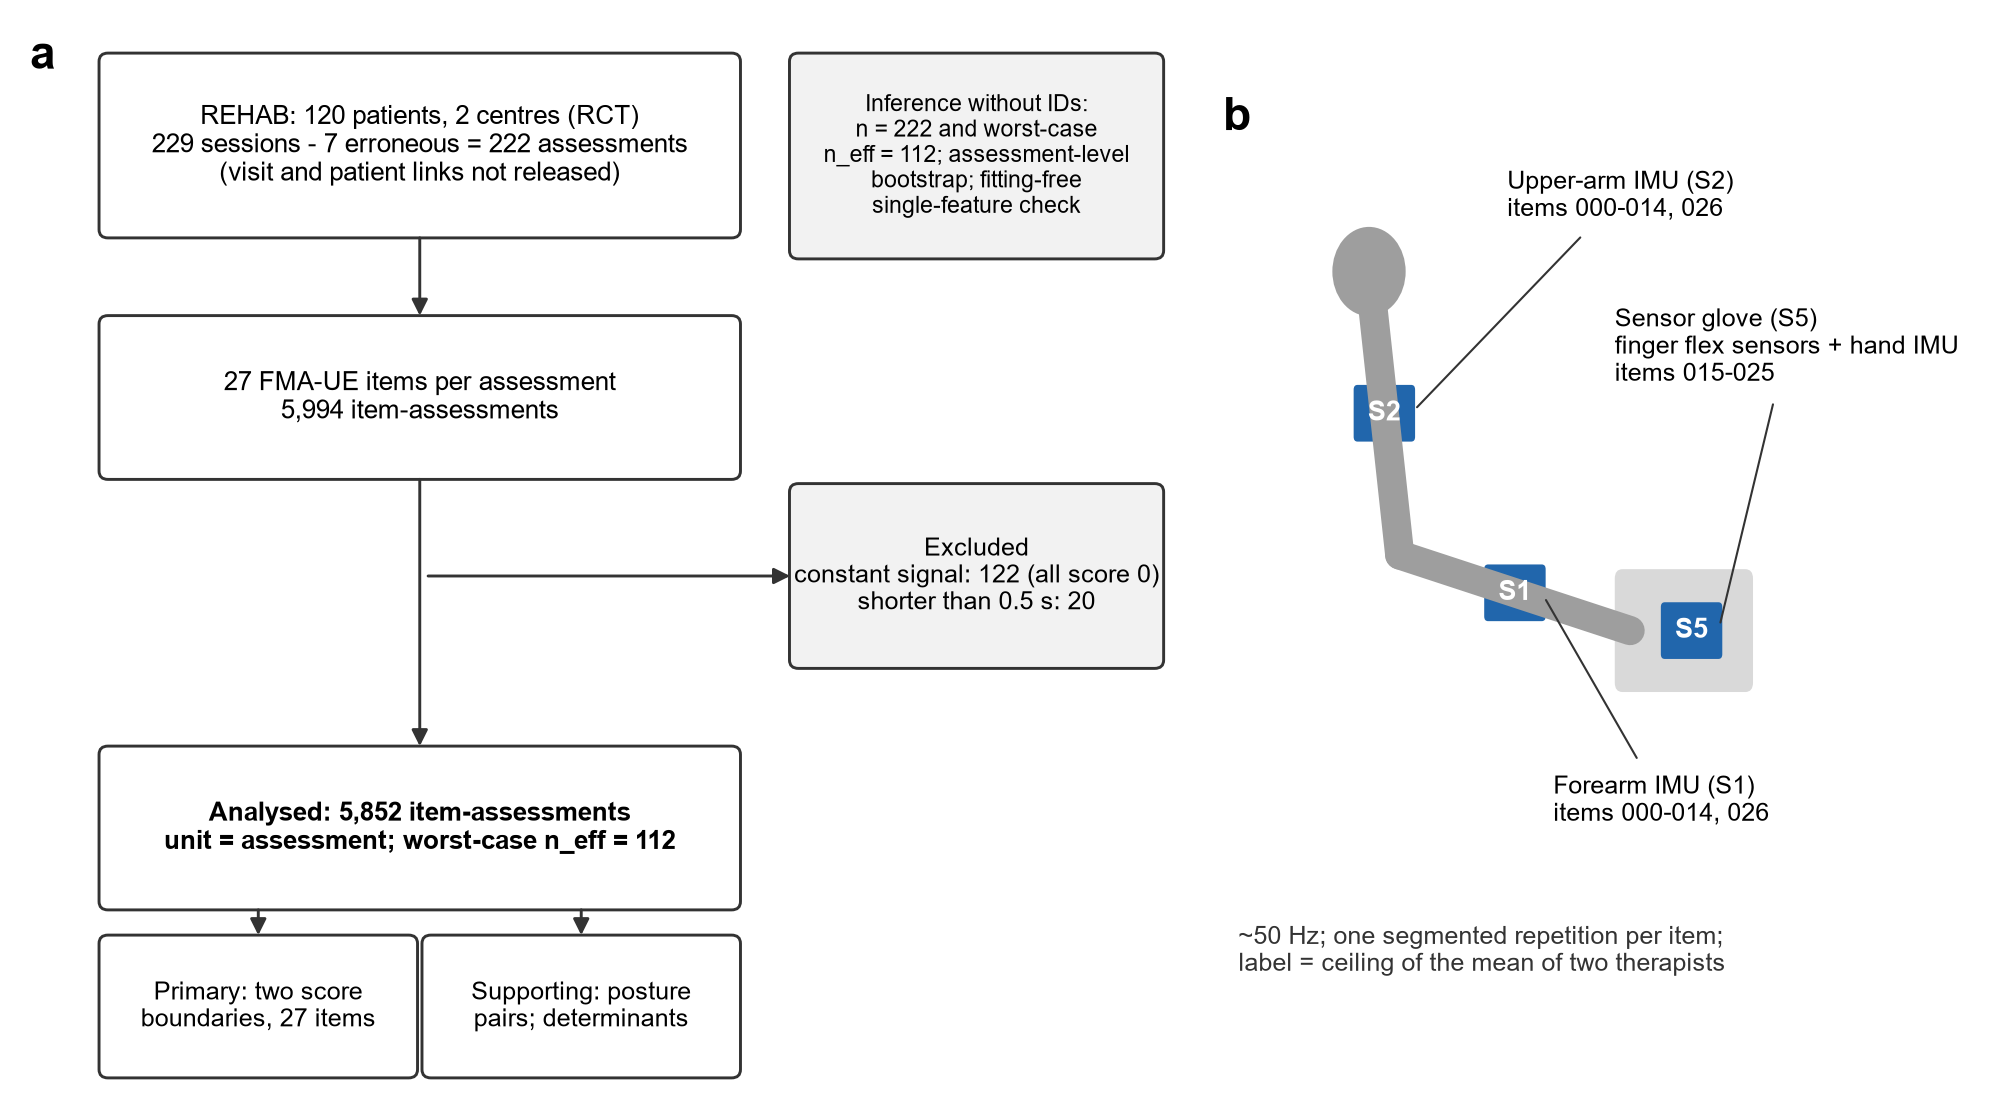 a
REHAB: 120 patients, 2 centres (RCT)
229 sessions - 7 erroneous = 222 assessments
(visit and patient links not released)
Inference without IDs:
n = 222 and worst-case
n_eff = 112; assessment-level
bootstrap; fitting-free
single-feature check
27 FMA-UE items per assessment
5,994 item-assessments
Excluded
constant signal: 122 (all score 0)
shorter than 0.5 s: 20
Analysed: 5,852 item-assessments
unit = assessment; worst-case n_eff = 112
Primary: two score
boundaries, 27 items
Supporting: posture
pairs; determinants
b
Upper-arm IMU (S2)
items 000-014, 026
Sensor glove (S5)
finger flex sensors + hand IMU
items 015-025
S2
S1
S5
Forearm IMU (S1)
items 000-014, 026
~50 Hz; one segmented repetition per item;
label = ceiling of the mean of two therapists